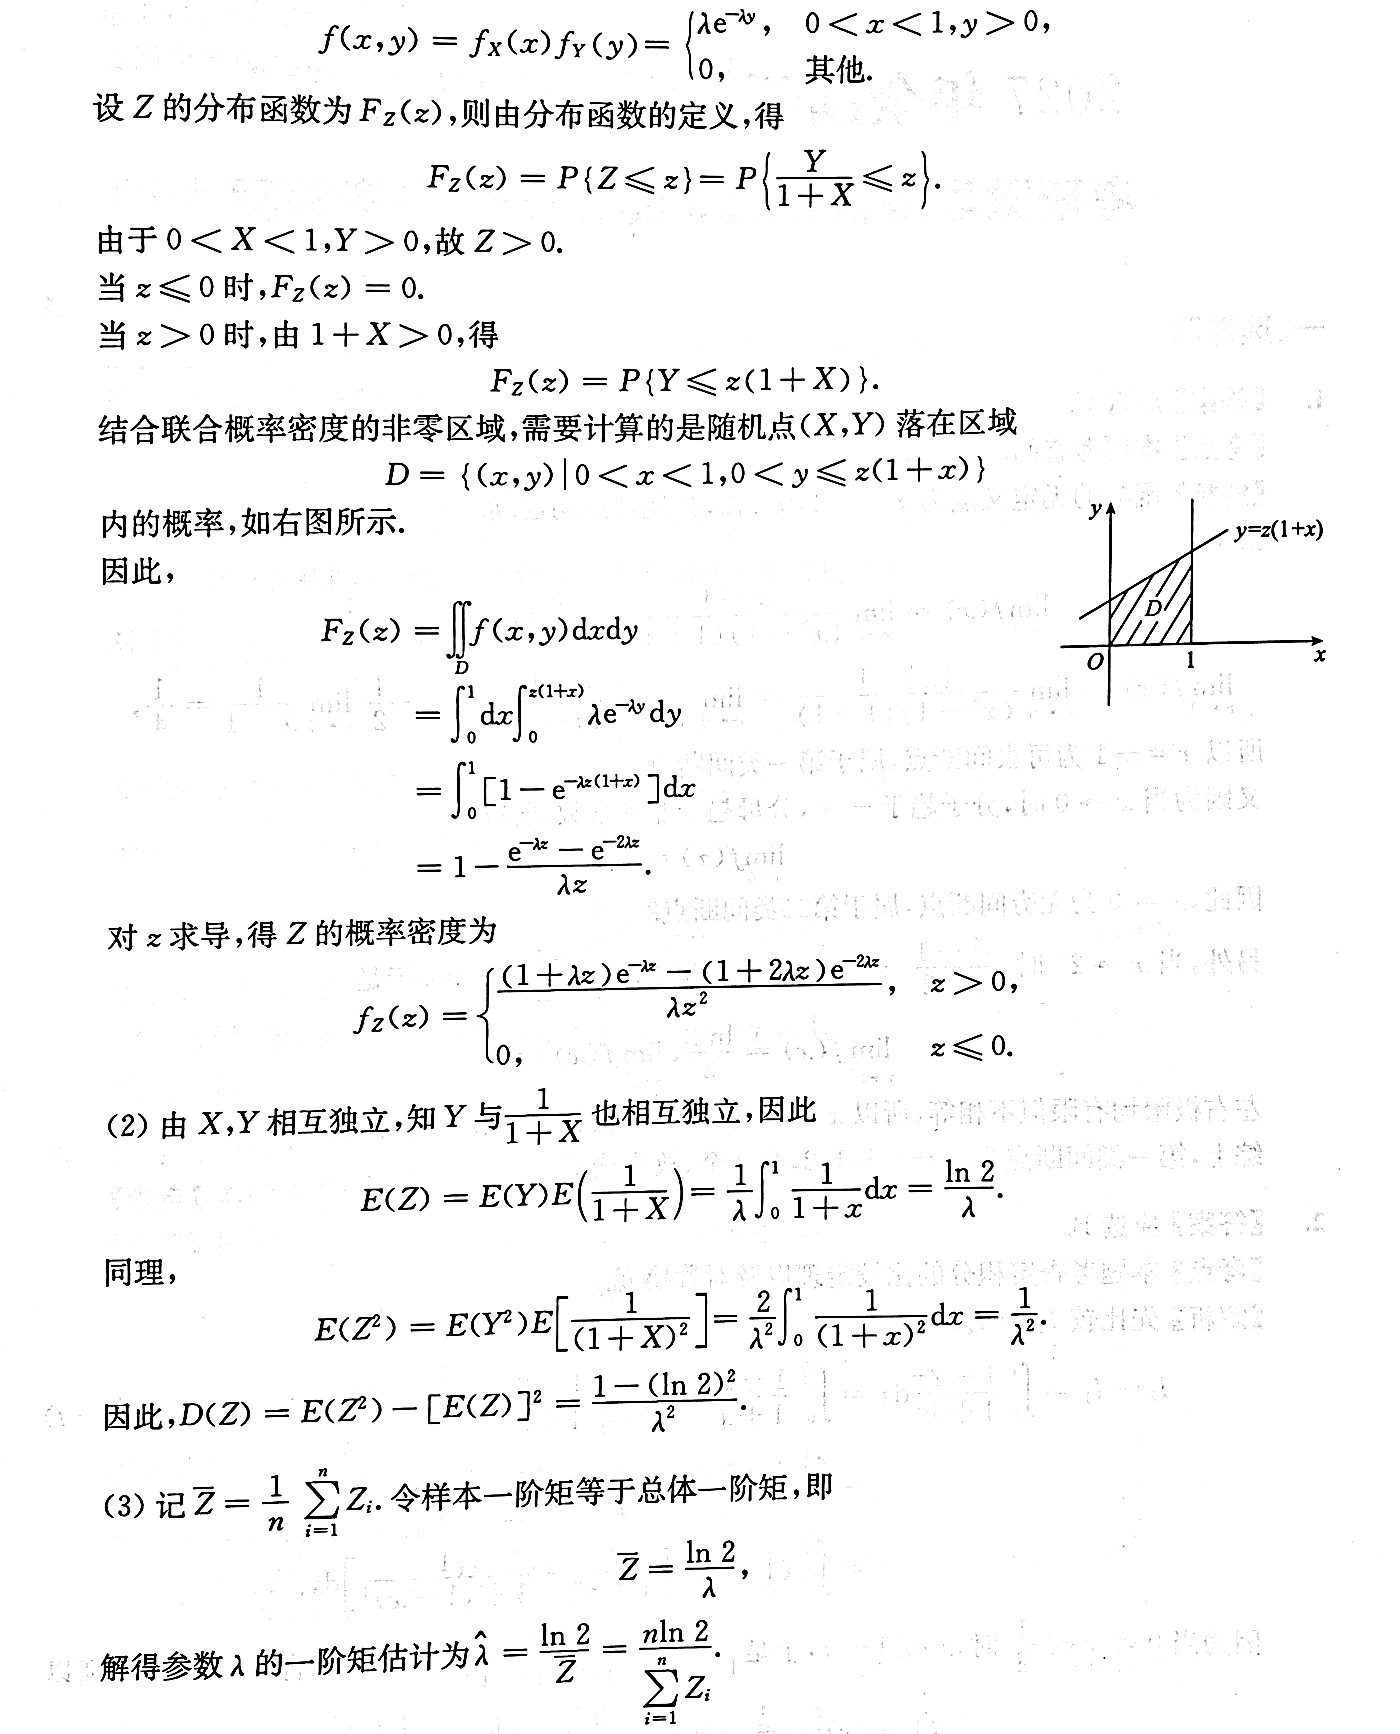 f(x,y) = f_X(x)f_Y(y) = { λe^{-λy}, 0<x<1,y>0,
0, 其他.
设 Z 的分布函数为 F_Z(z),则由分布函数的定义,得
F_Z(z) = P{Z⩽z} = P{Y/(1+X) ⩽ z}.
由于 0<X<1,Y>0,故 Z>0.
当 z⩽0 时,F_Z(z) = 0.
当 z>0 时,由 1+X>0,得
F_Z(z) = P{Y⩽z(1+X)}.
结合联合概率密度的非零区域,需要计算的是随机点(X,Y) 落在区域
D = {(x,y)|0<x<1,0<y⩽z(1+x)}
内的概率,如右图所示.
y
y=z(1+x)
D
O
1
x
因此,
F_Z(z) = ∬_D f(x,y)dxdy
= ∫_0^1 dx ∫_0^{z(1+x)} λe^{-λy}dy
= ∫_0^1 [1-e^{-λz(1+x)}]dx
= 1 - (e^{-λz} - e^{-2λz})/(λz).
对 z 求导,得 Z 的概率密度为
f_Z(z) = { ((1+λz)e^{-λz} - (1+2λz)e^{-2λz})/(λz^2), z>0,
0, z⩽0.
(2) 由 X,Y 相互独立,知 Y 与 1/(1+X) 也相互独立,因此
E(Z) = E(Y)E(1/(1+X)) = (1/λ)∫_0^1 1/(1+x) dx = ln 2/λ.
同理,
E(Z^2) = E(Y^2)E[1/(1+X)^2] = (2/λ^2)∫_0^1 1/(1+x)^2 dx = 1/λ^2.
因此,D(Z) = E(Z^2) - [E(Z)]^2 = (1-(ln 2)^2)/λ^2.
(3) 记 Z̅ = (1/n) ∑_{i=1}^n Z_i. 令样本一阶矩等于总体一阶矩,即
Z̅ = ln 2/λ,
解得参数 λ 的一阶矩估计为 λ̂ = ln 2/Z̅ = nln 2/∑_{i=1}^n Z_i.